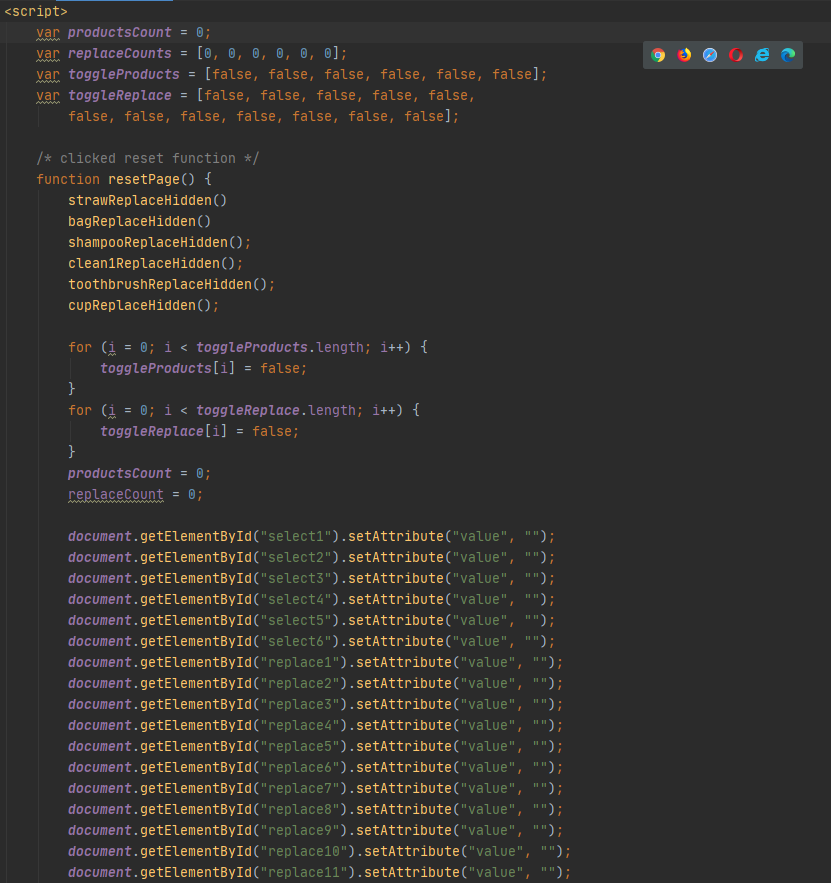 <script>
var productsCount = 0;
var replaceCounts = [0, 0, 0, 0, 0, 0];
var toggleProducts = [false, false, false, false, false, false];
var toggleReplace = [false, false, false, false, false,
false, false, false, false, false, false, false];
/* clicked reset function */
function resetPage() {
strawReplaceHidden()
bagReplaceHidden()
shampooReplaceHidden();
clean1ReplaceHidden();
toothbrushReplaceHidden();
cupReplaceHidden();
for (i = 0; i < toggleProducts.length; i++) {
toggleProducts[i] = false;
}
for (i = 0; i < toggleReplace.length; i++) {
toggleReplace[i] = false;
}
productsCount = 0;
replaceCount = 0;
document.getElementById("select1").setAttribute("value", "");
document.getElementById("select2").setAttribute("value", "");
document.getElementById("select3").setAttribute("value", "");
document.getElementById("select4").setAttribute("value", "");
document.getElementById("select5").setAttribute("value", "");
document.getElementById("select6").setAttribute("value", "");
document.getElementById("replace1").setAttribute("value", "");
document.getElementById("replace2").setAttribute("value", "");
document.getElementById("replace3").setAttribute("value", "");
document.getElementById("replace4").setAttribute("value", "");
document.getElementById("replace5").setAttribute("value", "");
document.getElementById("replace6").setAttribute("value", "");
document.getElementById("replace7").setAttribute("value", "");
document.getElementById("replace8").setAttribute("value", "");
document.getElementById("replace9").setAttribute("value", "");
document.getElementById("replace10").setAttribute("value", "");
document.getElementById("replace11").setAttribute("value", "");